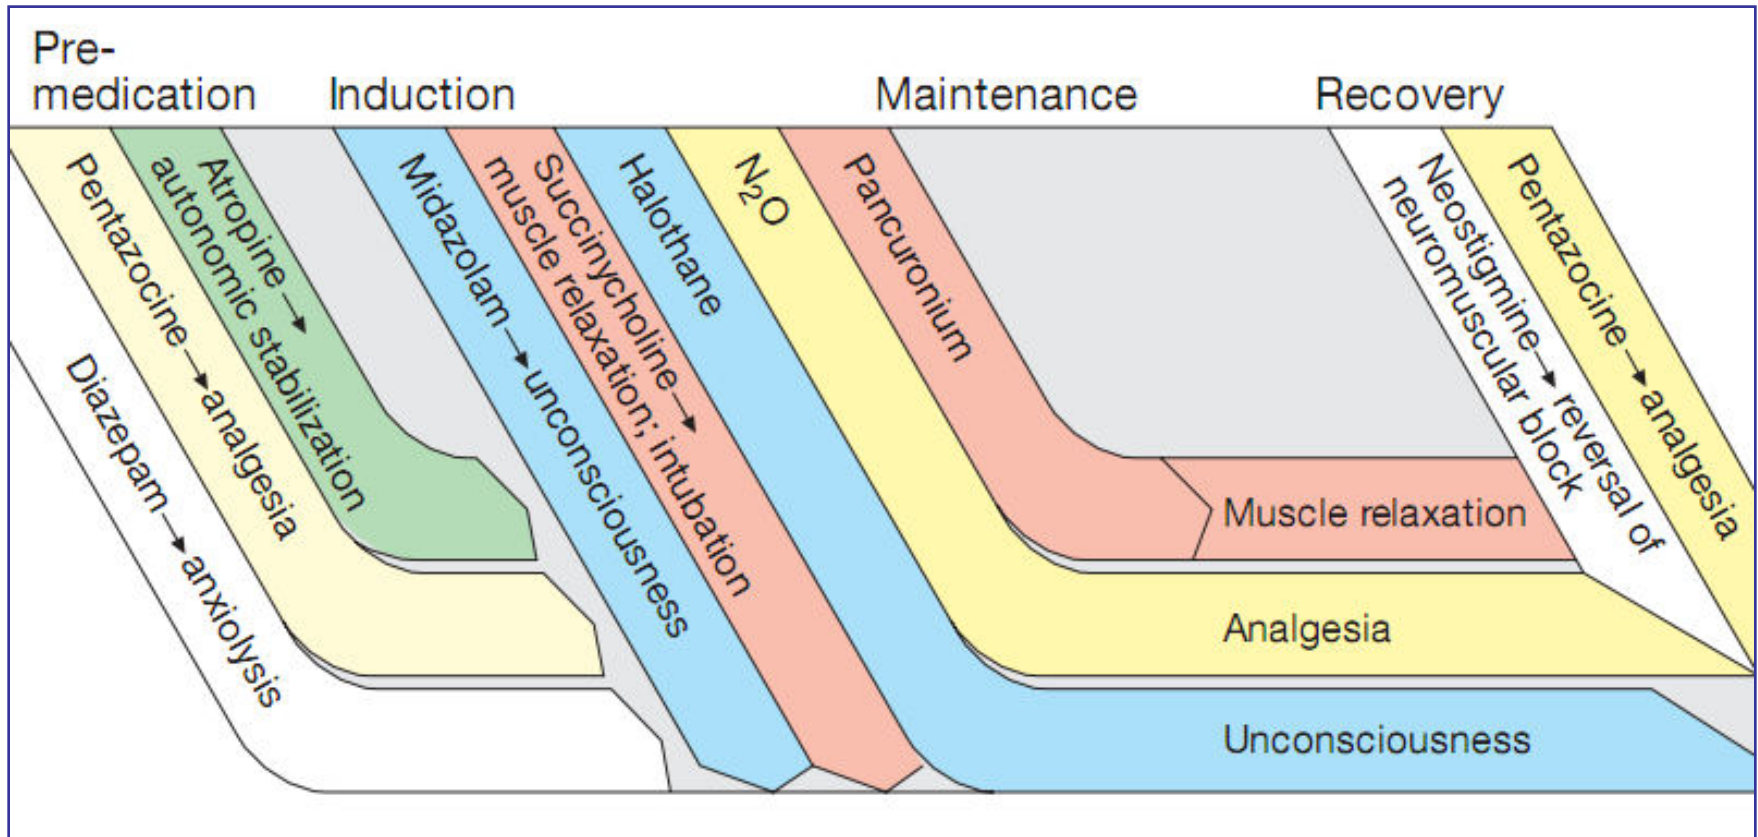 Pre-
medication
Induction
Maintenance
Recovery
Diazepam → anxiolysis
Pentazocine → analgesia
Atropine →
autonomic stabilization
Midazolam → unconsciousness
Succinycholine →
muscle relaxation; intubation
Halothane
N₂O
Pancuronium
Neostigmine → reversal of
neuromuscular block
Pentazocine → analgesia
Muscle relaxation
Analgesia
Unconsciousness